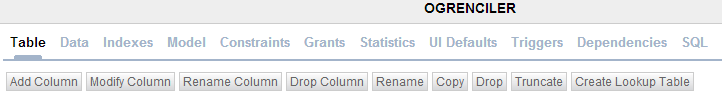 OGRENCILER
Table Data Indexes Model Constraints Grants Statistics UI Defaults Triggers Dependencies SQL
Add Column Modify Column Rename Column Drop Column Rename Copy Drop Truncate Create Lookup Table